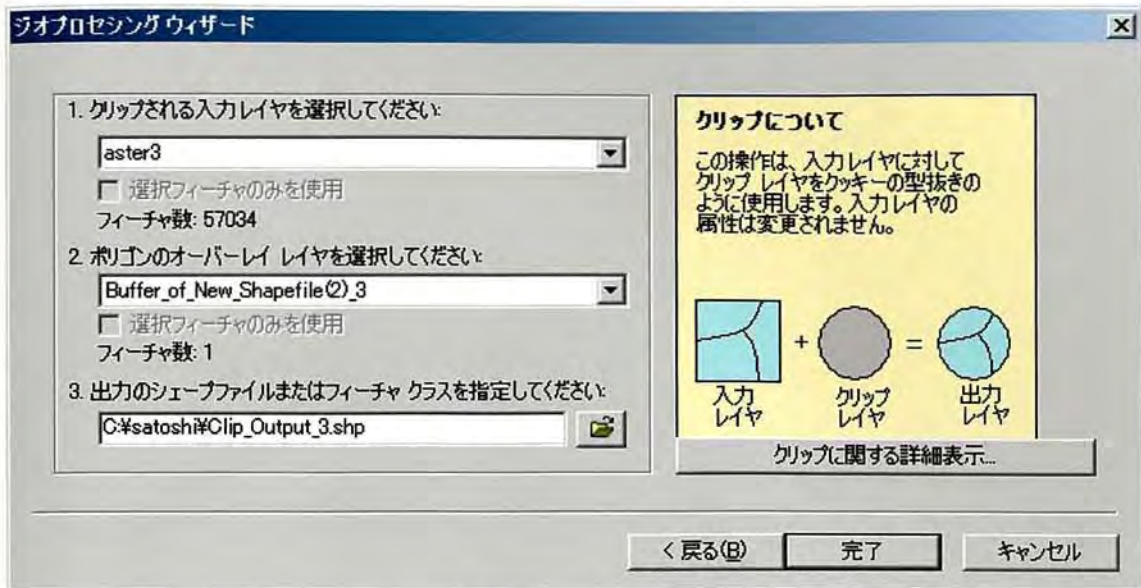 ジオプロセシング ウィザード
1. クリップされる入力レイヤを選択してください:
aster3
選択フィーチャのみを使用
フィーチャ数: 57034
2. ポリゴンのオーバーレイ レイヤを選択してください:
Buffer_of_New_Shapefile(2)_3
選択フィーチャのみを使用
フィーチャ数: 1
3. 出力のシェープファイルまたはフィーチャ クラスを指定してください:
C:¥satoshi¥Clip_Output_3.shp
クリップについて
この操作は、入力レイヤに対して
クリップ レイヤをクッキーの型抜きの
ように使用します。入力レイヤの
属性は変更されません。
+ =
入力 クリップ 出力
レイヤ レイヤ レイヤ
クリップに関する詳細表示...
< 戻る(B) 完了 キャンセル